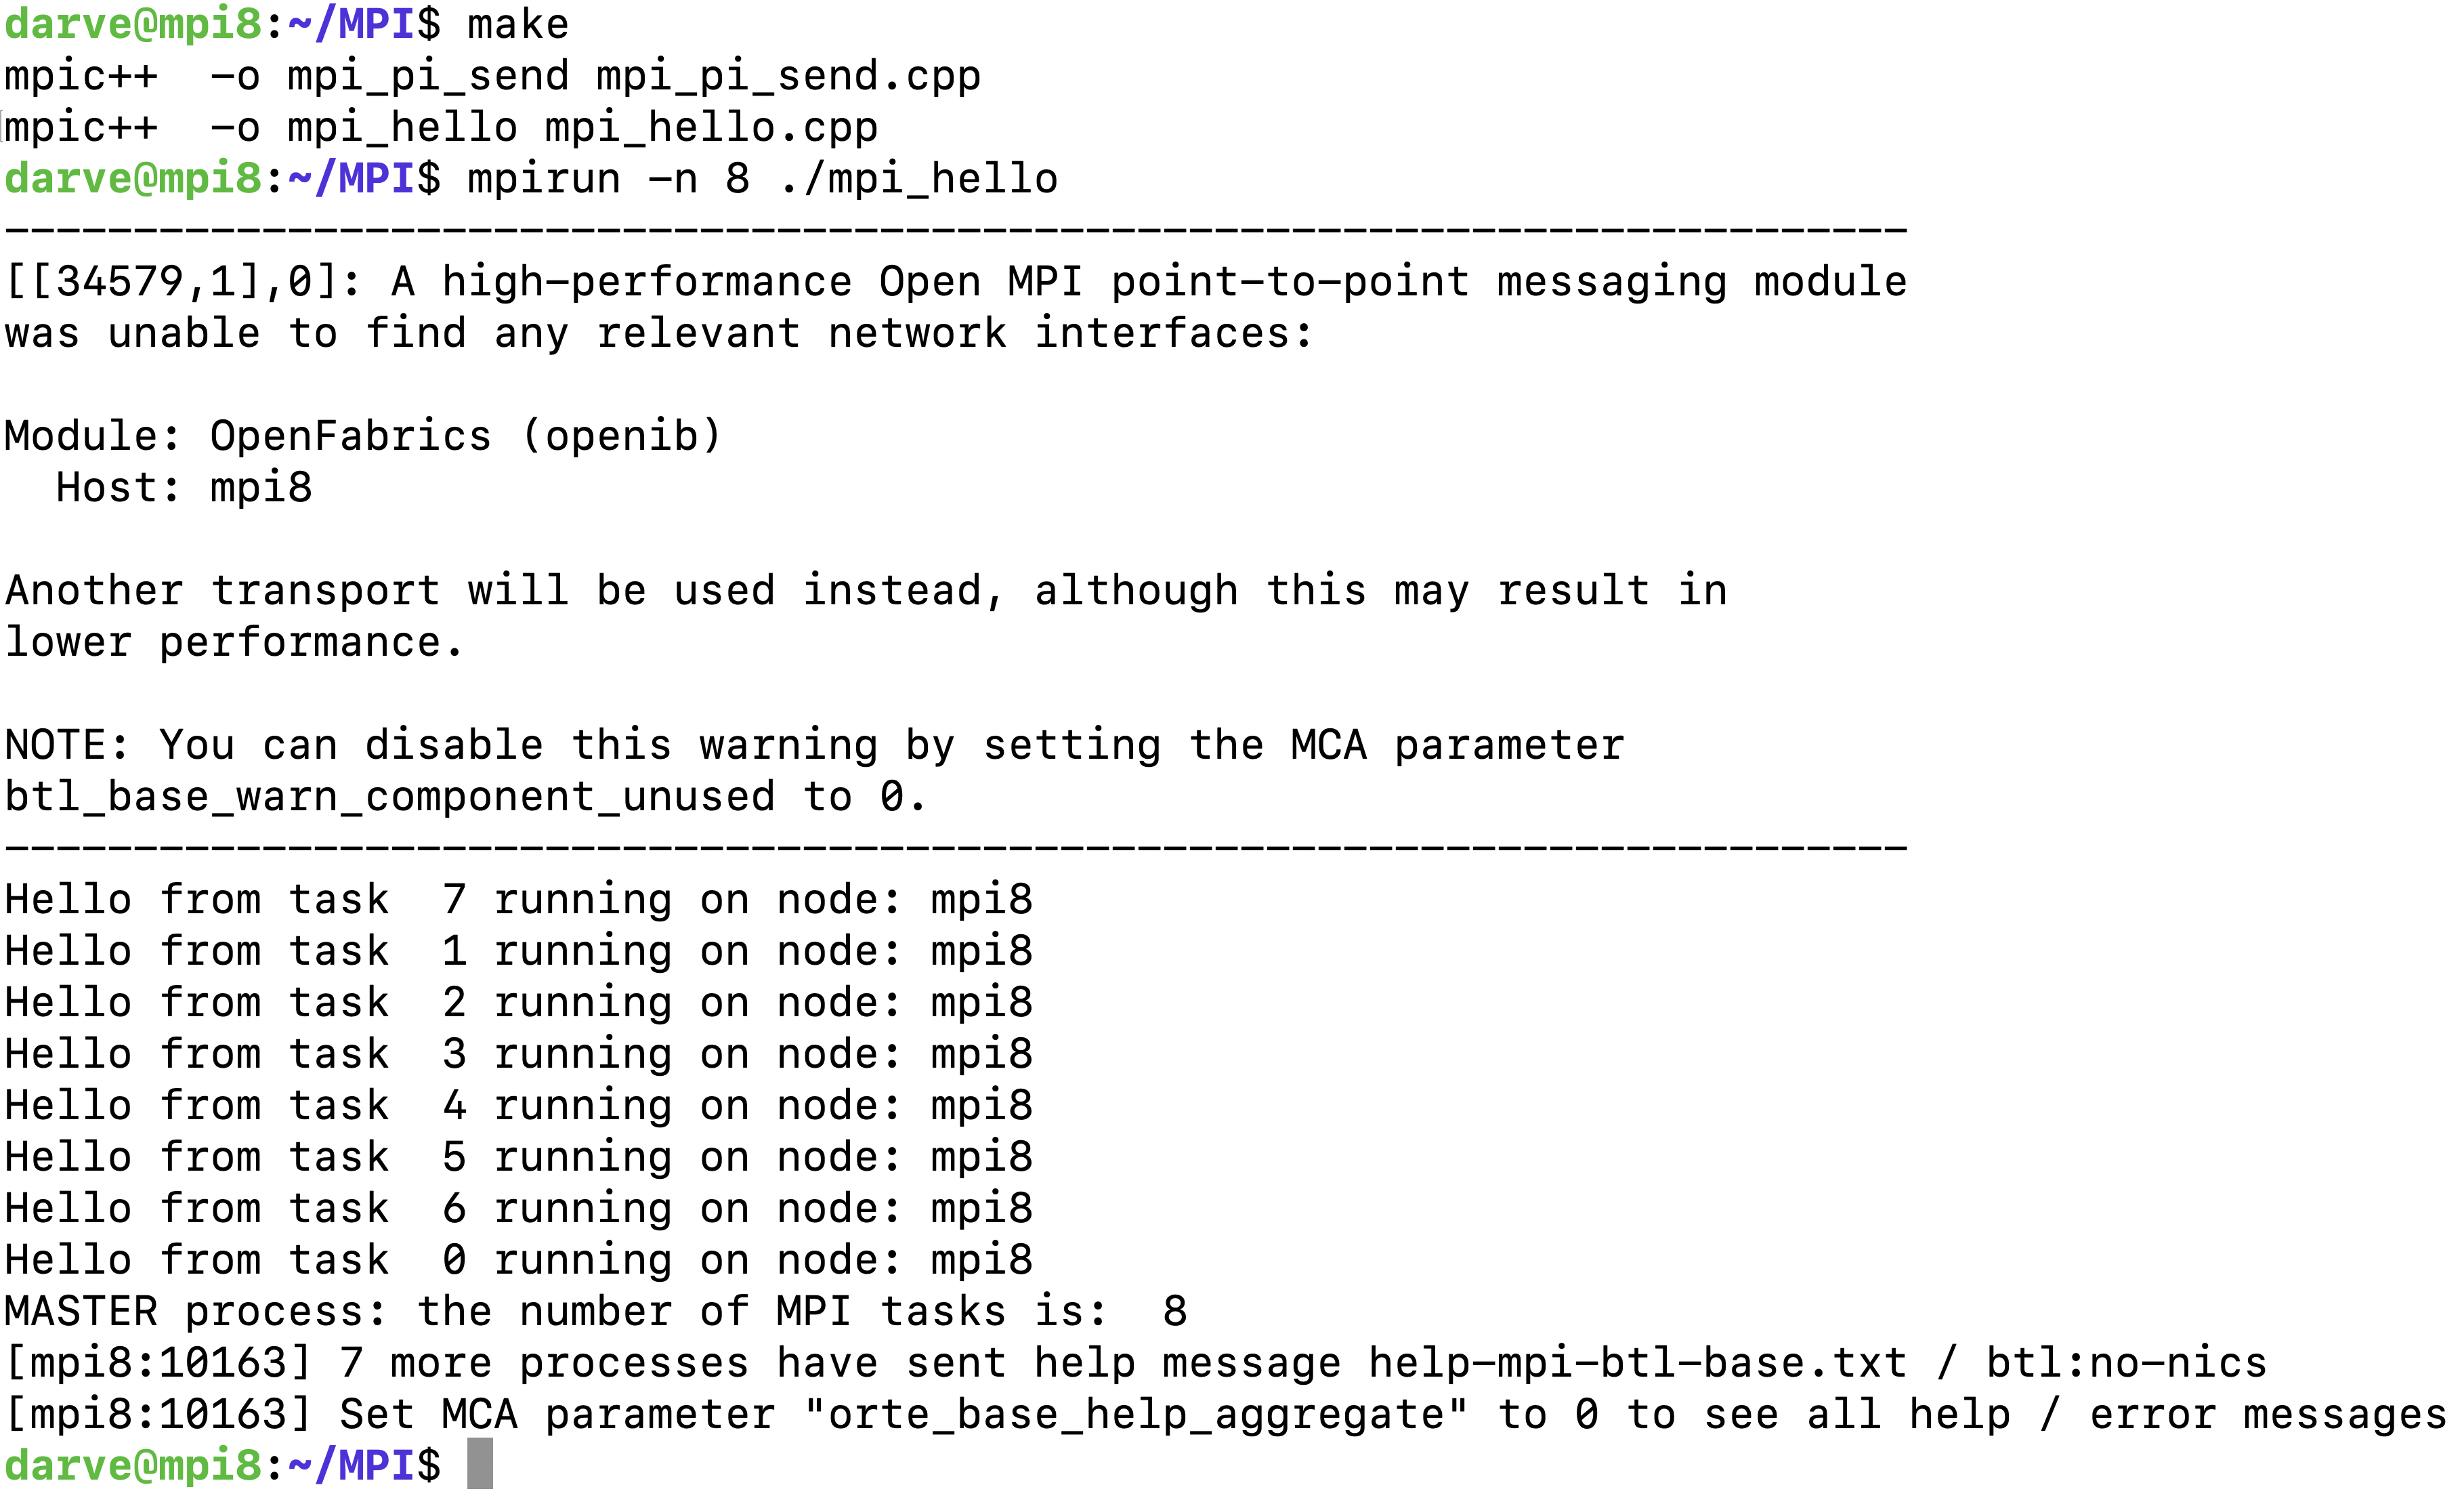 darve@mpi8:~/MPI$ make
mpic++  -o mpi_pi_send mpi_pi_send.cpp
mpic++  -o mpi_hello mpi_hello.cpp
darve@mpi8:~/MPI$ mpirun -n 8 ./mpi_hello
--------------------------------------------------------------------------
[[34579,1],0]: A high-performance Open MPI point-to-point messaging module
was unable to find any relevant network interfaces:

Module: OpenFabrics (openib)
  Host: mpi8

Another transport will be used instead, although this may result in
lower performance.

NOTE: You can disable this warning by setting the MCA parameter
btl_base_warn_component_unused to 0.
--------------------------------------------------------------------------
Hello from task  7 running on node: mpi8
Hello from task  1 running on node: mpi8
Hello from task  2 running on node: mpi8
Hello from task  3 running on node: mpi8
Hello from task  4 running on node: mpi8
Hello from task  5 running on node: mpi8
Hello from task  6 running on node: mpi8
Hello from task  0 running on node: mpi8
MASTER process: the number of MPI tasks is:  8
[mpi8:10163] 7 more processes have sent help message help-mpi-btl-base.txt / btl:no-nics
[mpi8:10163] Set MCA parameter "orte_base_help_aggregate" to 0 to see all help / error messages
darve@mpi8:~/MPI$